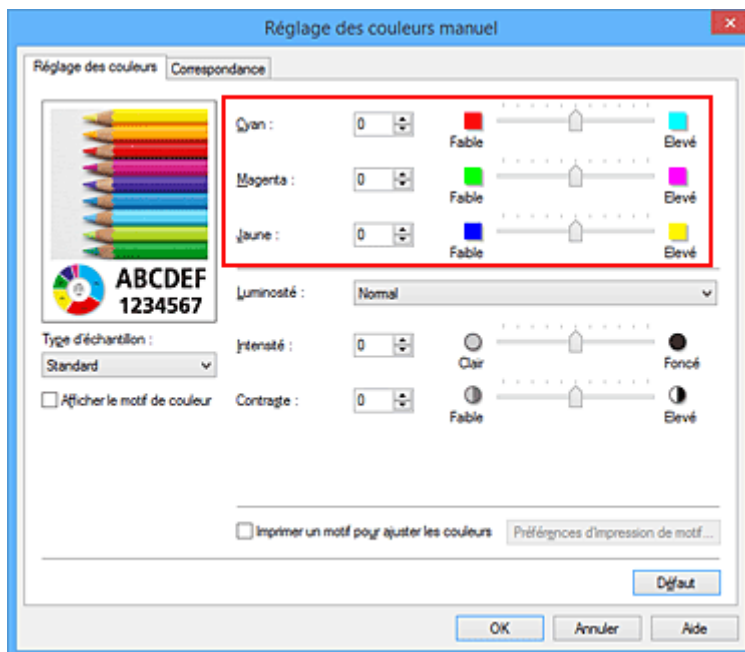 Réglage des couleurs manuel
Réglage des couleurs Correspondance
Cyan : 0 Faible Elevé
Magenta : 0 Faible Elevé
Jaune : 0 Faible Elevé
ABCDEF
1234567
Luminosité : Normal
Type d'échantillon :
Standard
Intensité : 0 Clair Foncé
Afficher le motif de couleur
Contraste : 0 Faible Elevé
Imprimer un motif pour ajuster les couleurs Préférences d'impression de motif...
Défaut
OK Annuler Aide